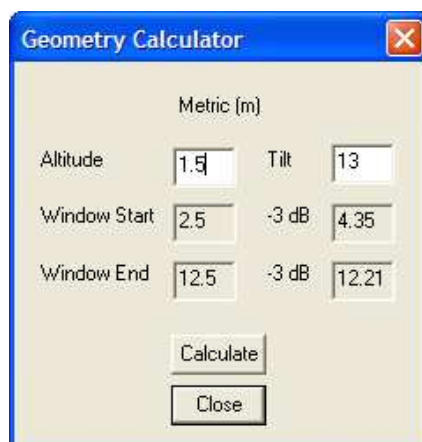 Geometry Calculator
Metric (m)
Altitude 1.5 Tilt 13
Window Start 2.5 -3 dB 4.35
Window End 12.5 -3 dB 12.21
Calculate
Close